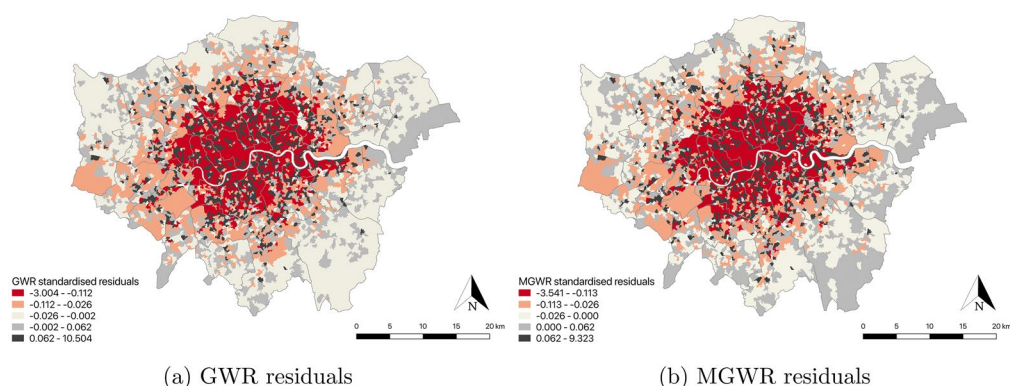 GWR standardised residuals
-3.004 - -0.112
-0.112 - -0.026
-0.026 - -0.002
-0.002 - 0.062
0.062 - 10.504
N
0 5 10 15 20 km
(a) GWR residuals
MGWR standardised residuals
-3.541 - -0.113
-0.113 - -0.026
-0.026 - 0.000
0.000 - 0.062
0.062 - 9.323
N
0 5 10 15 20 km
(b) MGWR residuals